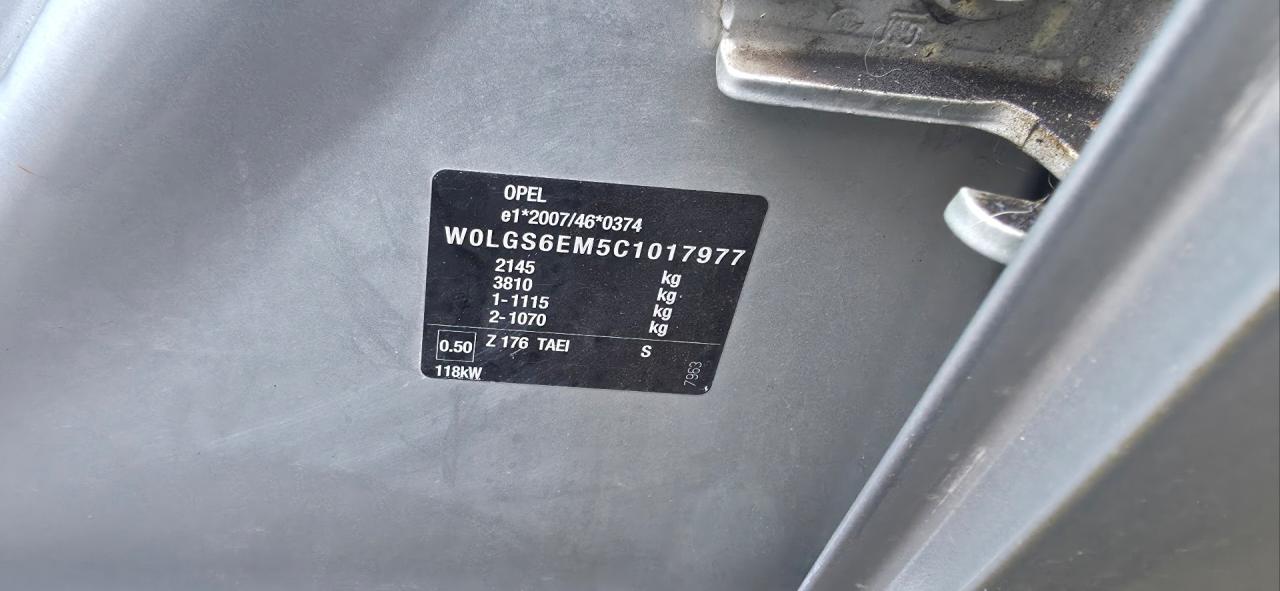 OPEL
e1*2007/46*0374
W0LGS6EM5C1017977
2145 kg
3810 kg
1-1115 kg
2-1070 kg
0.50 Z 176 TAEI S
118kW
7963